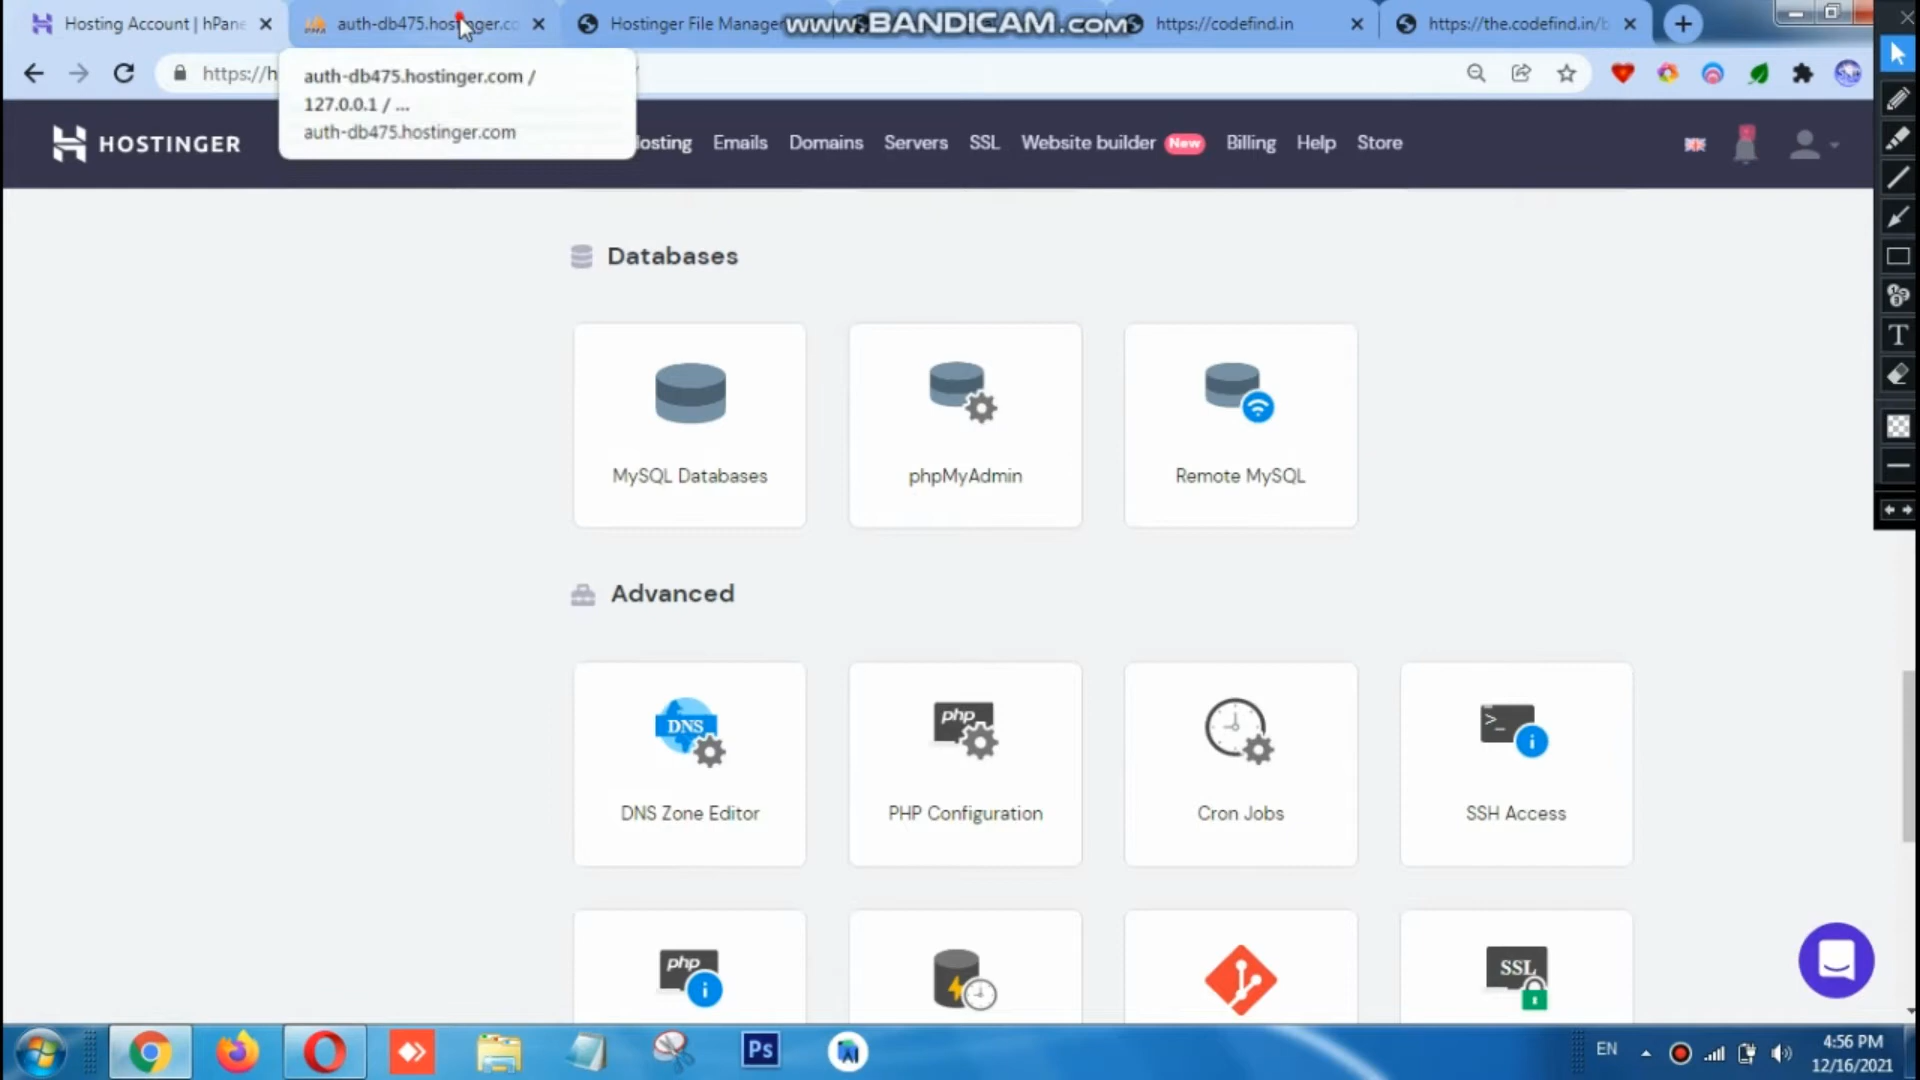 Hosting Account | hPane
auth-db475.hostinger.co
Hostinger File Manager
www.BANDICAM.com
https://codefind.in
https://the.codefind.in/b
https://h
auth-db475.hostinger.com /
127.0.0.1 / ...
auth-db475.hostinger.com
HOSTINGER
Hosting
Emails
Domains
Servers
SSL
Website builder
New
Billing
Help
Store
Databases
MySQL Databases
phpMyAdmin
Remote MySQL
Advanced
DNS
php
>_
i
DNS Zone Editor
PHP Configuration
Cron Jobs
SSH Access
php
i
SSL
T
Ps
EN
4:56 PM
12/16/2021